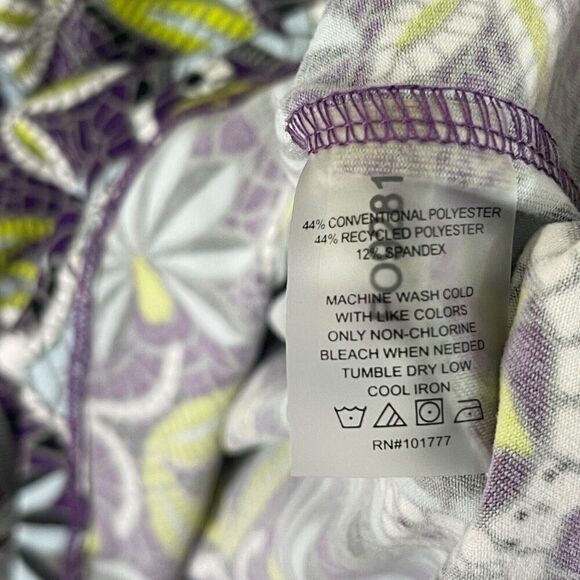 44% CONVENTIONAL POLYESTER
44% RECYCLED POLYESTER
12% SPANDEX
MACHINE WASH COLD
WITH LIKE COLORS
ONLY NON-CHLORINE
BLEACH WHEN NEEDED
TUMBLE DRY LOW
COOL IRON
RN#101777